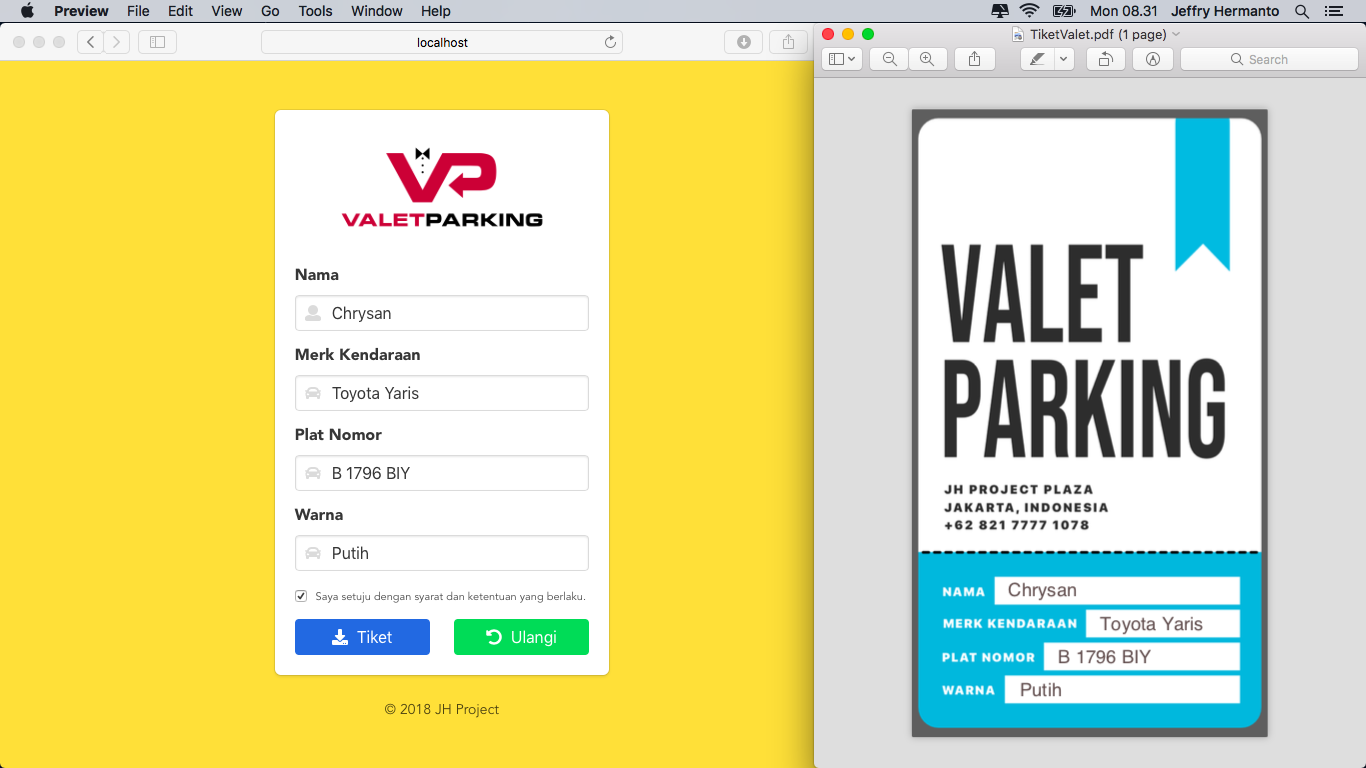 Preview File Edit View Go Tools Window Help Mon 08.31 Jeffry Hermanto
localhost
VP
VALETPARKING
Nama
Chrysan
Merk Kendaraan
Toyota Yaris
Plat Nomor
B 1796 BIY
Warna
Putih
Saya setuju dengan syarat dan ketentuan yang berlaku.
Tiket Ulangi
© 2018 JH Project
TiketValet.pdf (1 page)
Search
VALET
PARKING
JH PROJECT PLAZA
JAKARTA, INDONESIA
+62 821 7777 1078
NAMA Chrysan
MERK KENDARAAN Toyota Yaris
PLAT NOMOR B 1796 BIY
WARNA Putih